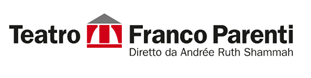 Teatro Franco Parenti
Diretto da Andrée Ruth Shammah